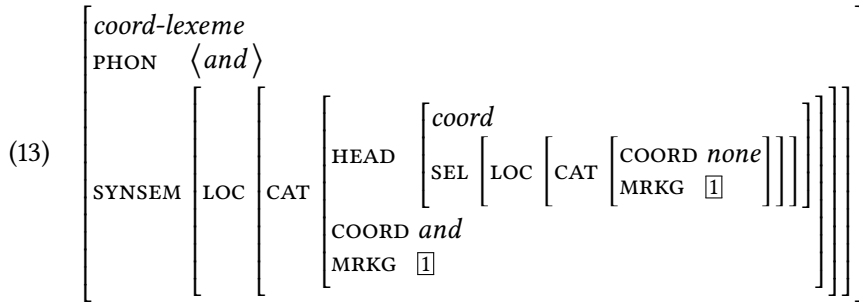 coord-lexeme
PHON ⟨and⟩
coord
(13) HEAD SEL LOC CAT COORD none
SYNSEM LOC CAT MRKG 1
COORD and
MRKG 1